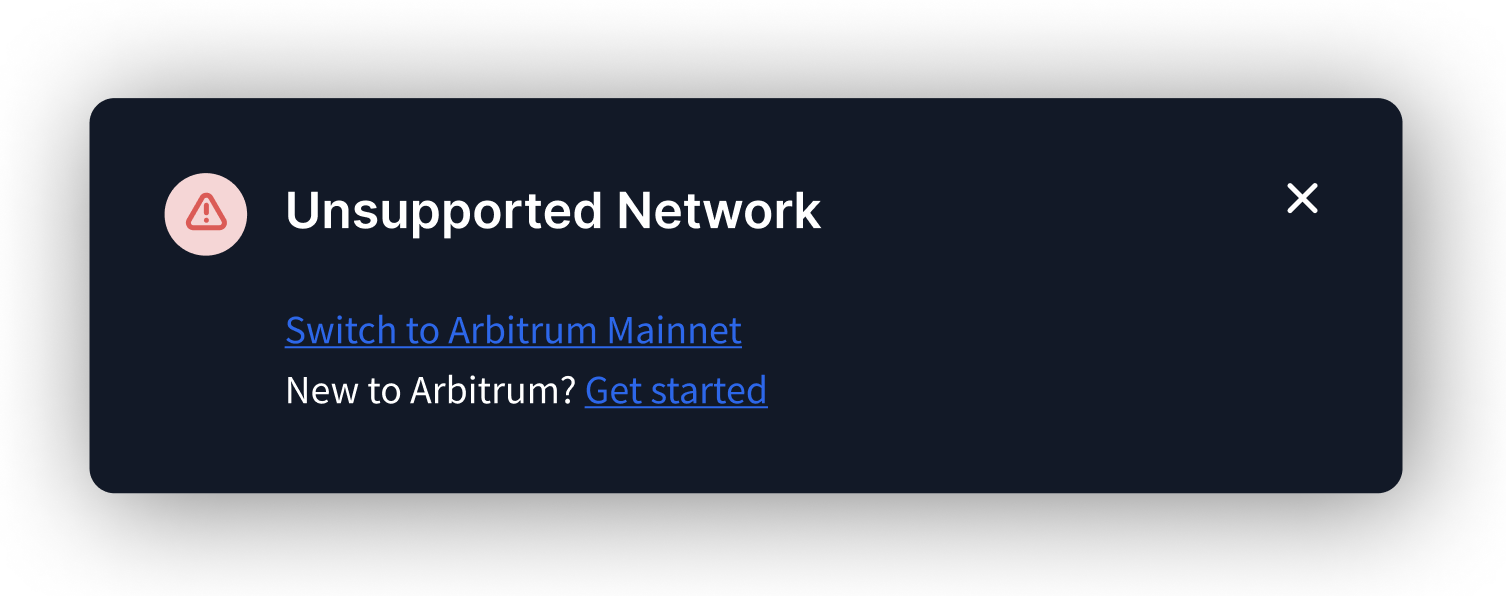 Unsupported Network
Switch to Arbitrum Mainnet
New to Arbitrum? Get started